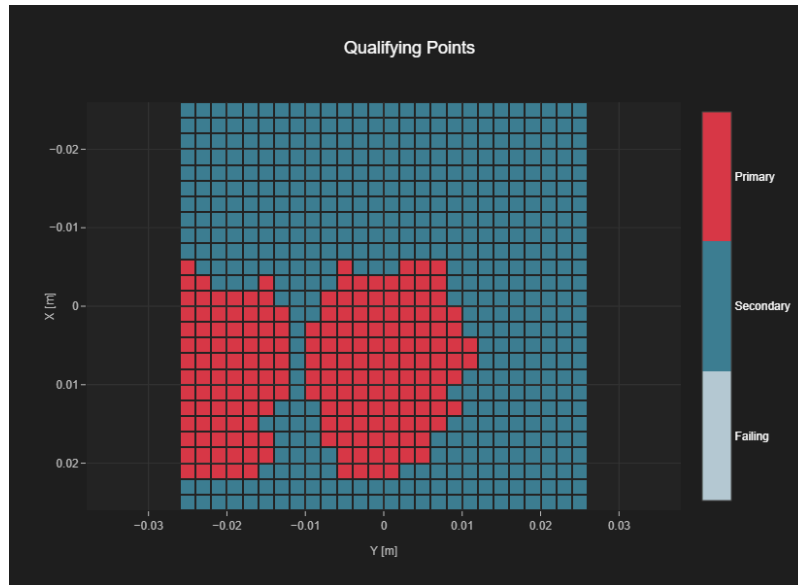 Qualifying Points
−0.02
−0.01
0
0.01
0.02
X [m]
−0.03
−0.02
−0.01
0
0.01
0.02
0.03
Y [m]
Primary
Secondary
Failing